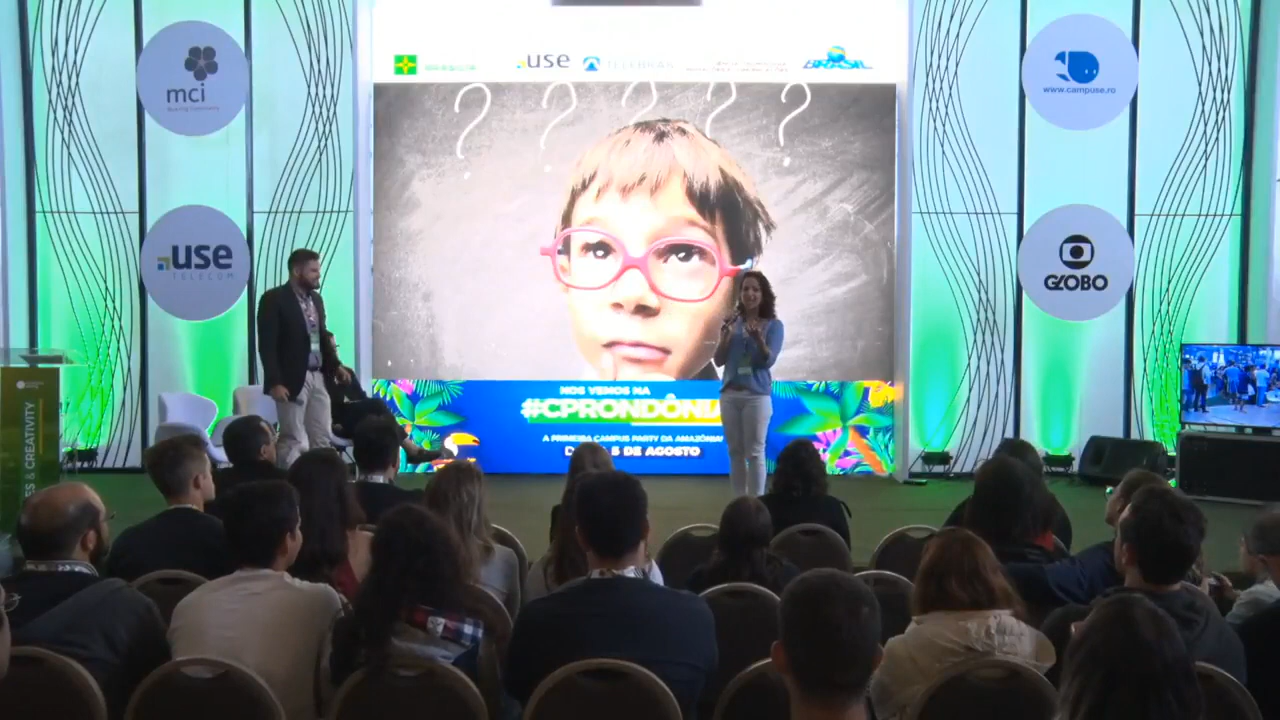 mci
USE
TELECOM
BRASÍLIA
use
TELEBRAS
BRASIL
? ? ? ? ?
NOS VEMOS NA
#CPRONDÔNIA
A PRIMEIRA CAMPUS PARTY DA AMAZÔNIA!
5 DE AGOSTO
www.campuse.ro
GLOBO
& CREATIVITY